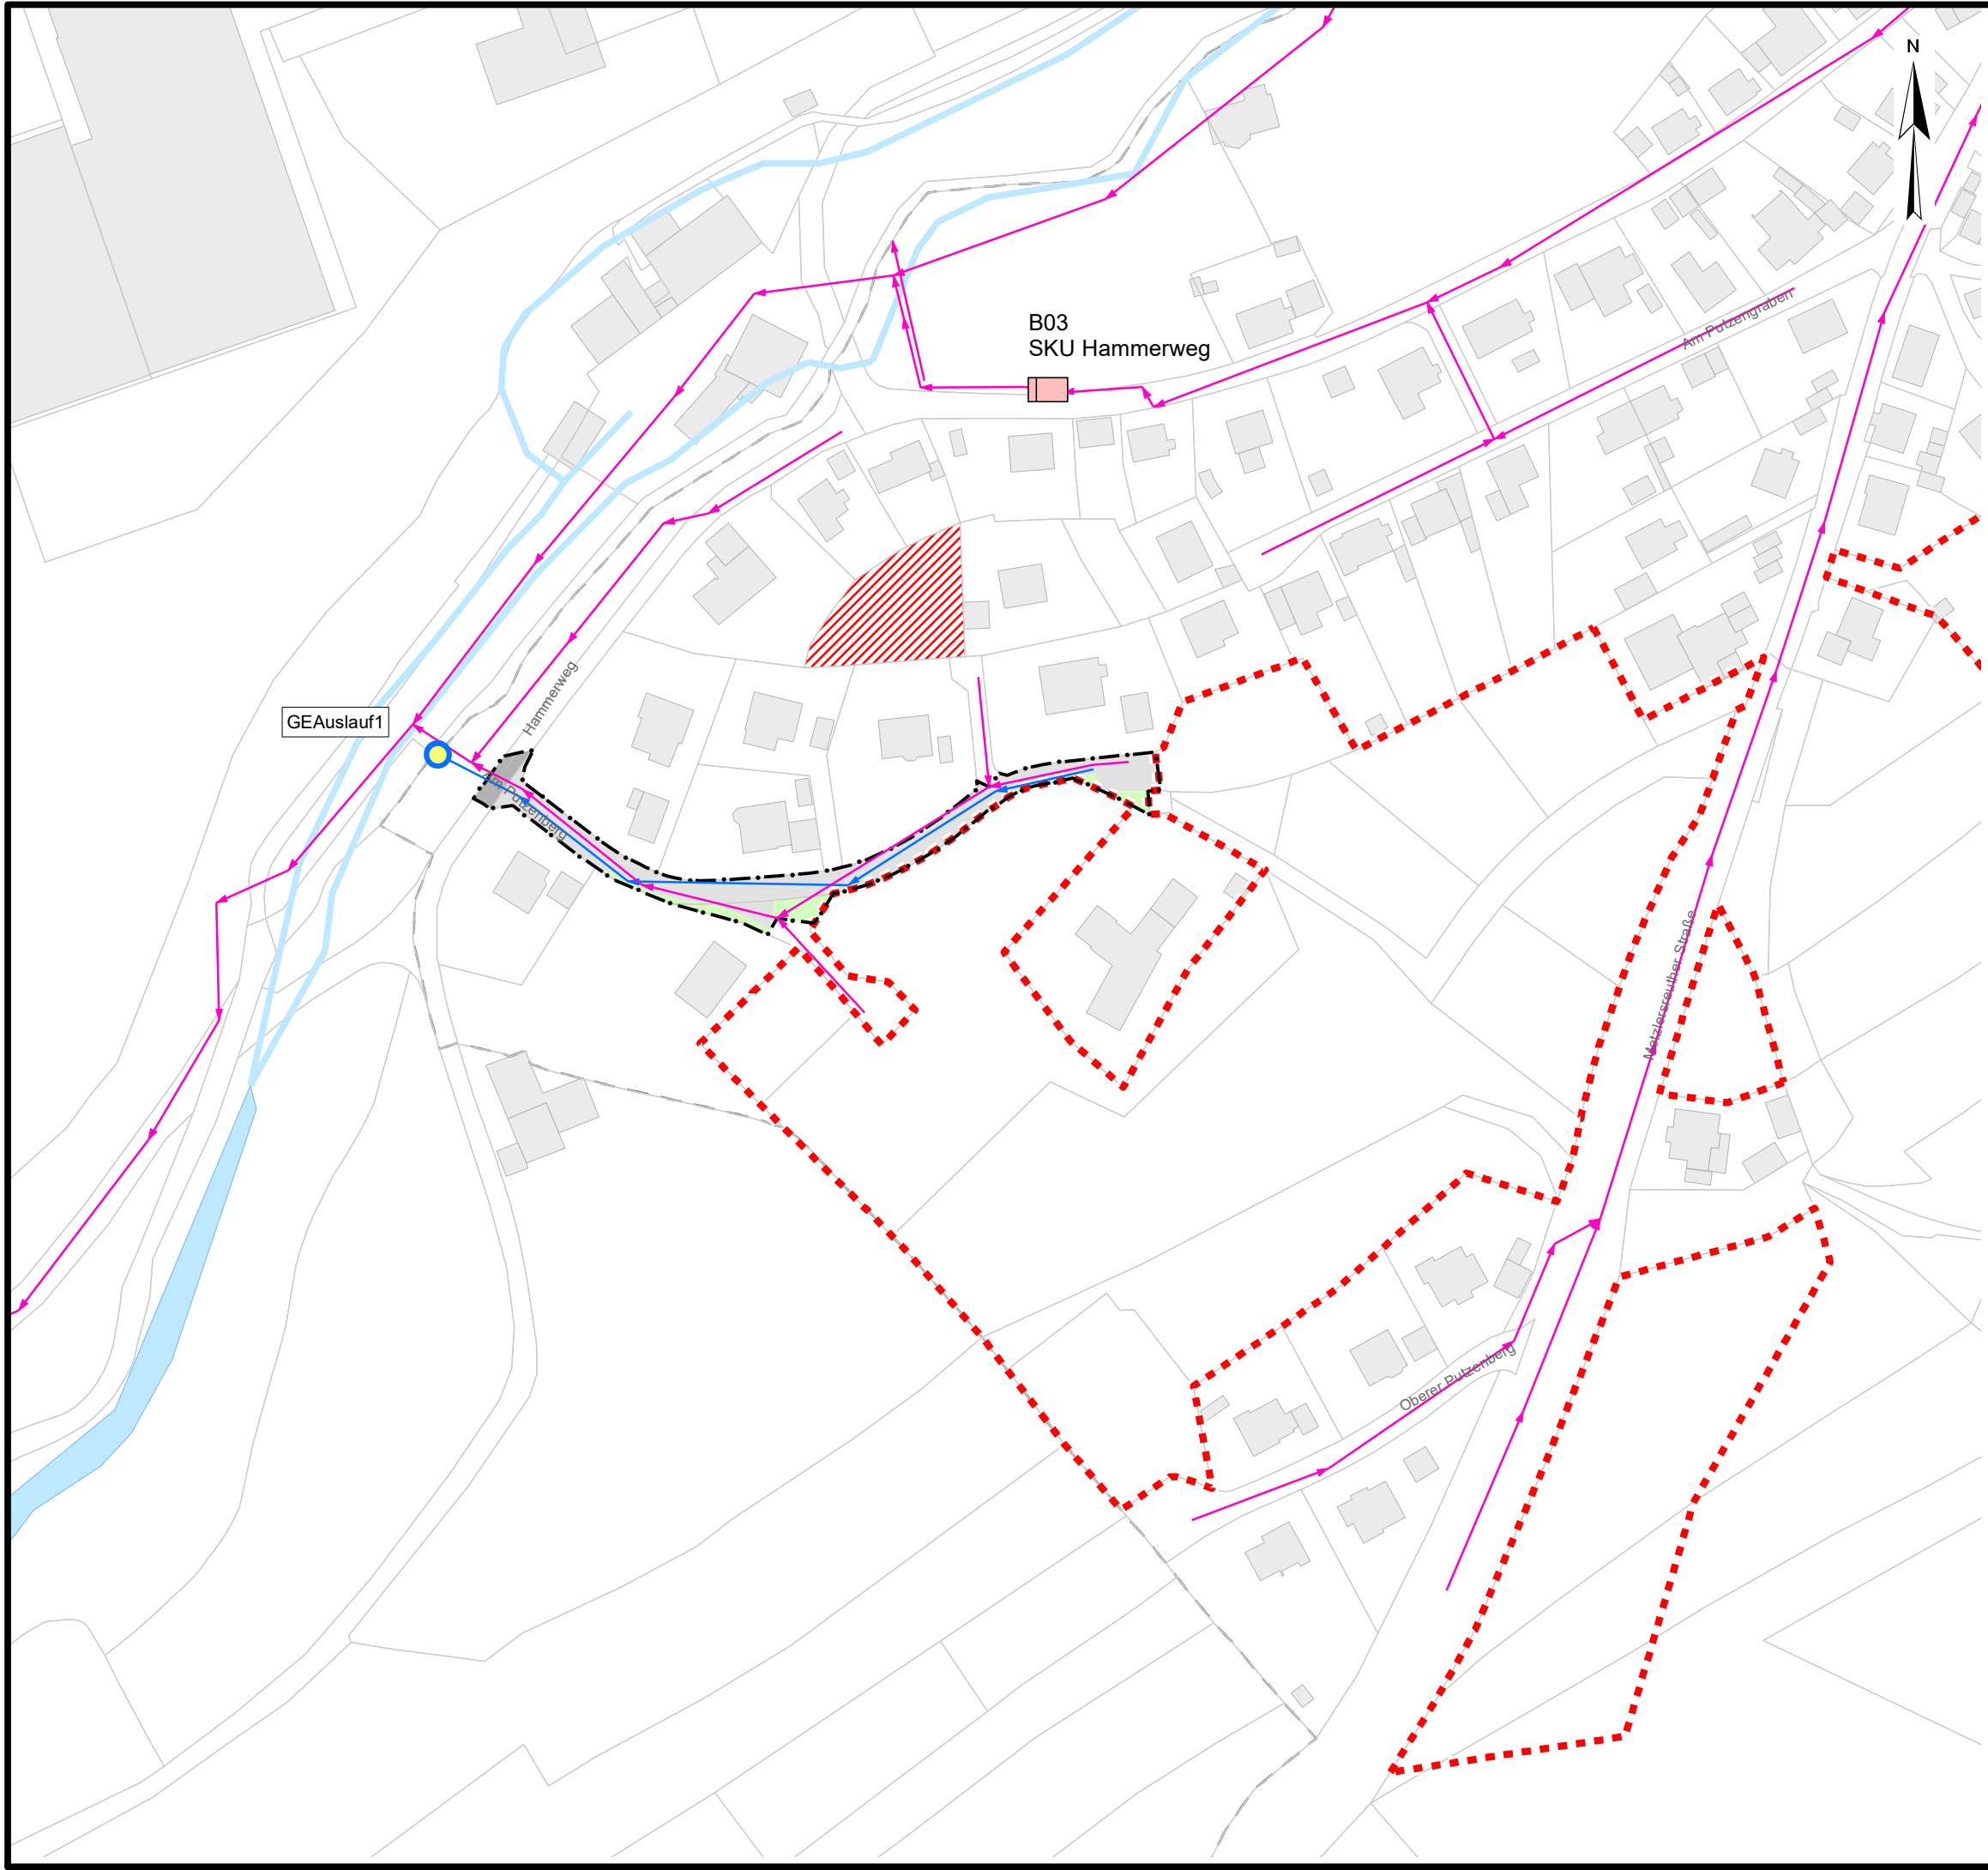 N
B03
SKU Hammerweg
Am Putzengraben
Hammerweg
GEAuslauf1
Am Putzenberg
Metzlersreuther Straße
Oberer Putzenberg